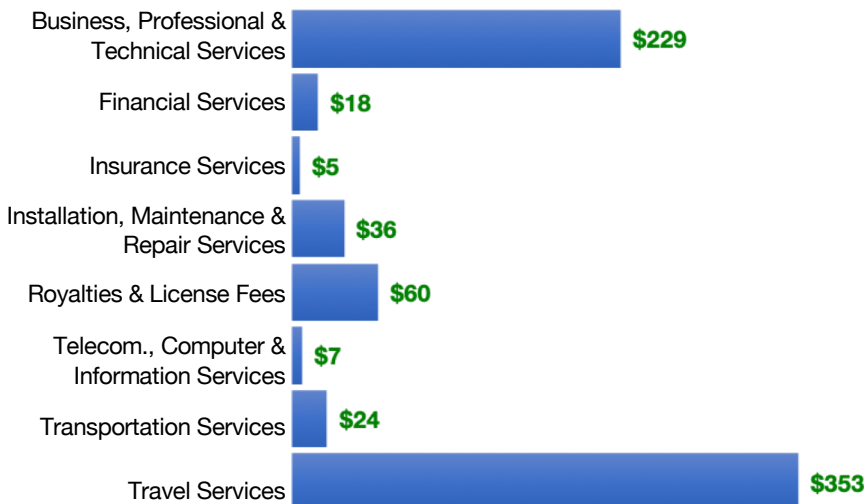 Business, Professional &
Technical Services
$229
Financial Services
$18
Insurance Services
$5
Installation, Maintenance &
Repair Services
$36
Royalties & License Fees
$60
Telecom., Computer &
Information Services
$7
Transportation Services
$24
Travel Services
$353